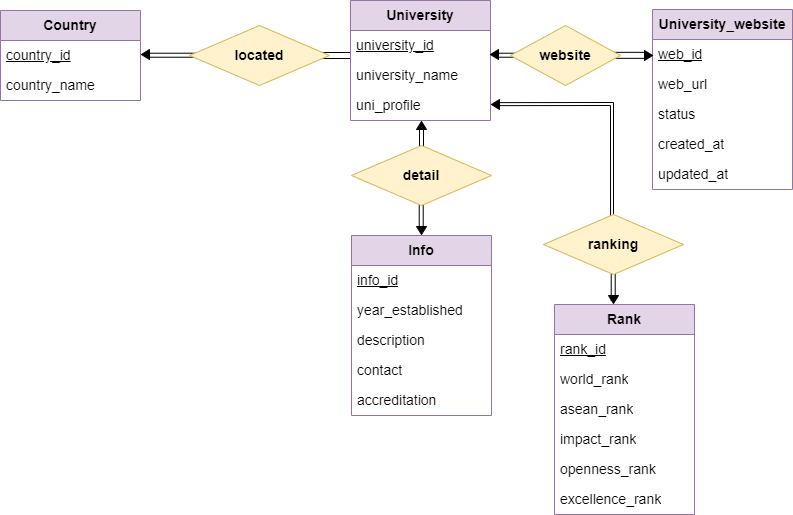 Country
country_id
country_name
located
University
university_id
university_name
uni_profile
website
University_website
web_id
web_url
status
created_at
updated_at
detail
Info
info_id
year_established
description
contact
accreditation
ranking
Rank
rank_id
world_rank
asean_rank
impact_rank
openness_rank
excellence_rank